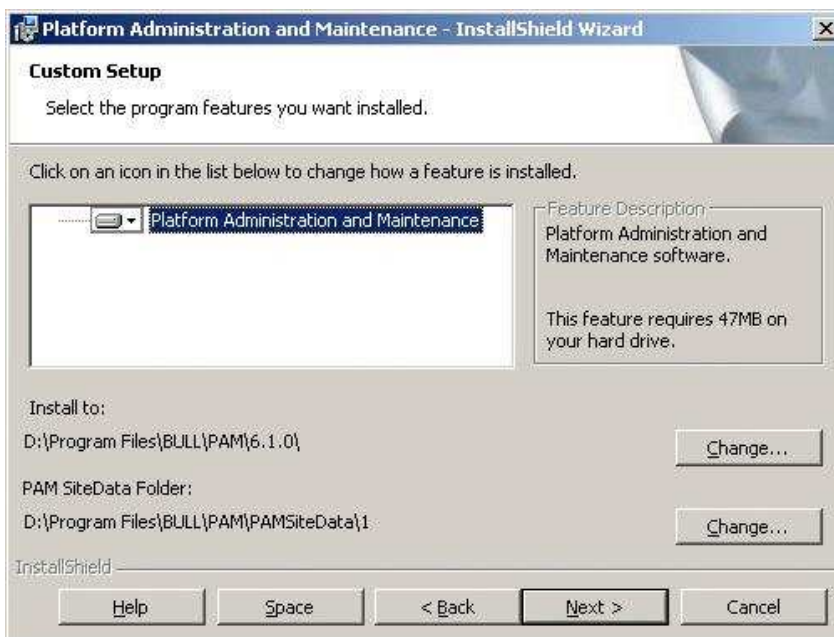 Platform Administration and Maintenance - InstallShield Wizard
Custom Setup
Select the program features you want installed.
Click on an icon in the list below to change how a feature is installed.
Platform Administration and Maintenance
Feature Description
Platform Administration and
Maintenance software.
This feature requires 47MB on
your hard drive.
Install to:
D:\Program Files\BULL\PAM\6.1.0\
Change...
PAM SiteData Folder:
D:\Program Files\BULL\PAM\PAMSiteData\1
Change...
InstallShield
Help
Space
< Back
Next >
Cancel